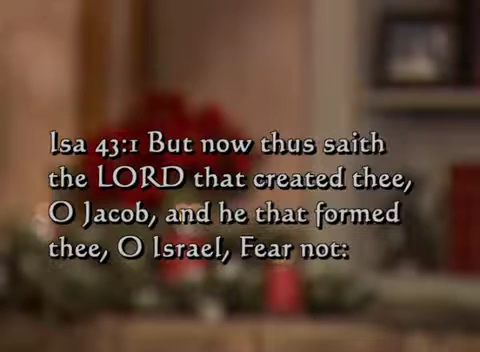 Isa 43:1 But now thus saith
the LORD that created thee,
O Jacob, and he that formed
thee, O Israel, Fear not: